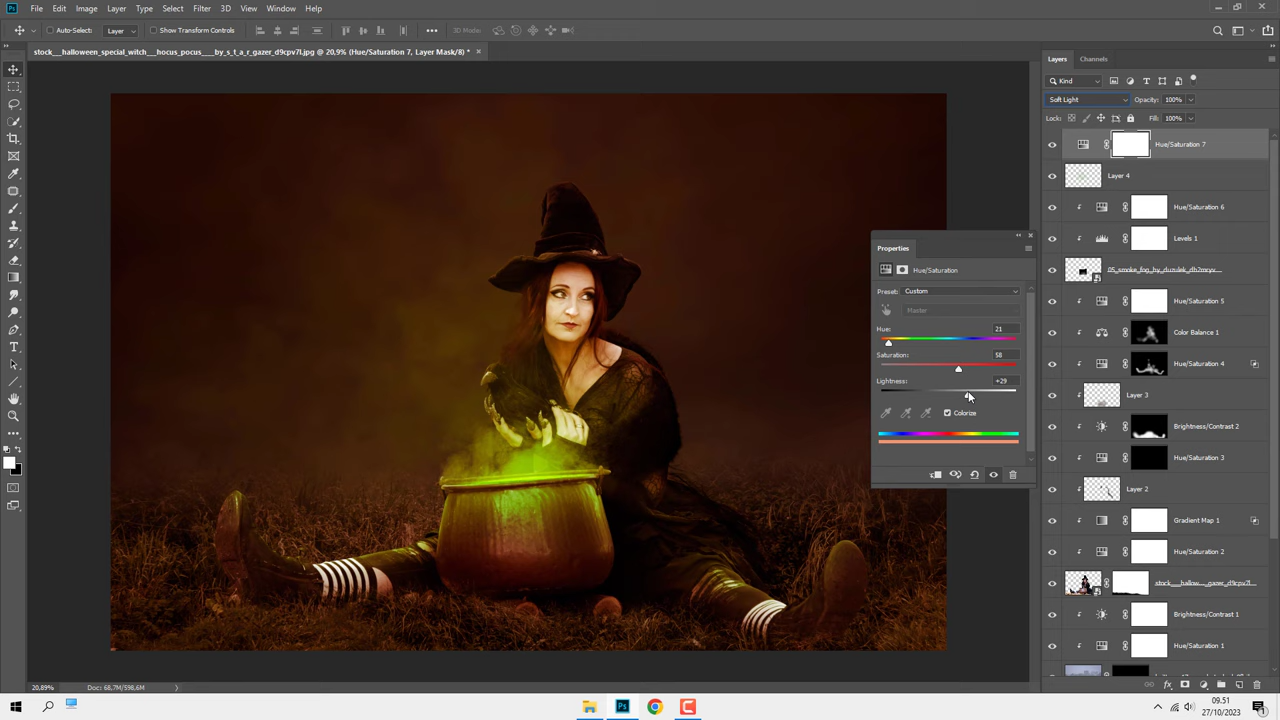 Ps File Edit Image Layer Type Select Filter 3D View Window Help
Auto-Select: Layer Show Transform Controls 3D Mode:
stock__halloween_special_witch___hocus_pocus___by_s_t_a_r_gazer_d9cpv7l.jpg @ 20,9% (Hue/Saturation 7, Layer Mask/8) *
Layers Channels
Kind
Soft Light Opacity: 100%
Lock: Fill: 100%
Hue/Saturation 7
Layer 4
Hue/Saturation 6
Levels 1
Hue/Saturation 5
Color Balance 1
Hue/Saturation 4
Layer 3
Brightness/Contrast 2
Hue/Saturation 3
Layer 2
Gradient Map 1
Hue/Saturation 2
stock__hallow..._gazer_d9cpv7l...
Brightness/Contrast 1
Hue/Saturation 1
Properties
Hue/Saturation
Preset: Custom
Master
Hue: 21
Saturation: 58
Lightness: +29
Colorize
20,89% Doc: 68,7M/598,6M
Ps
09.51
27/10/2023